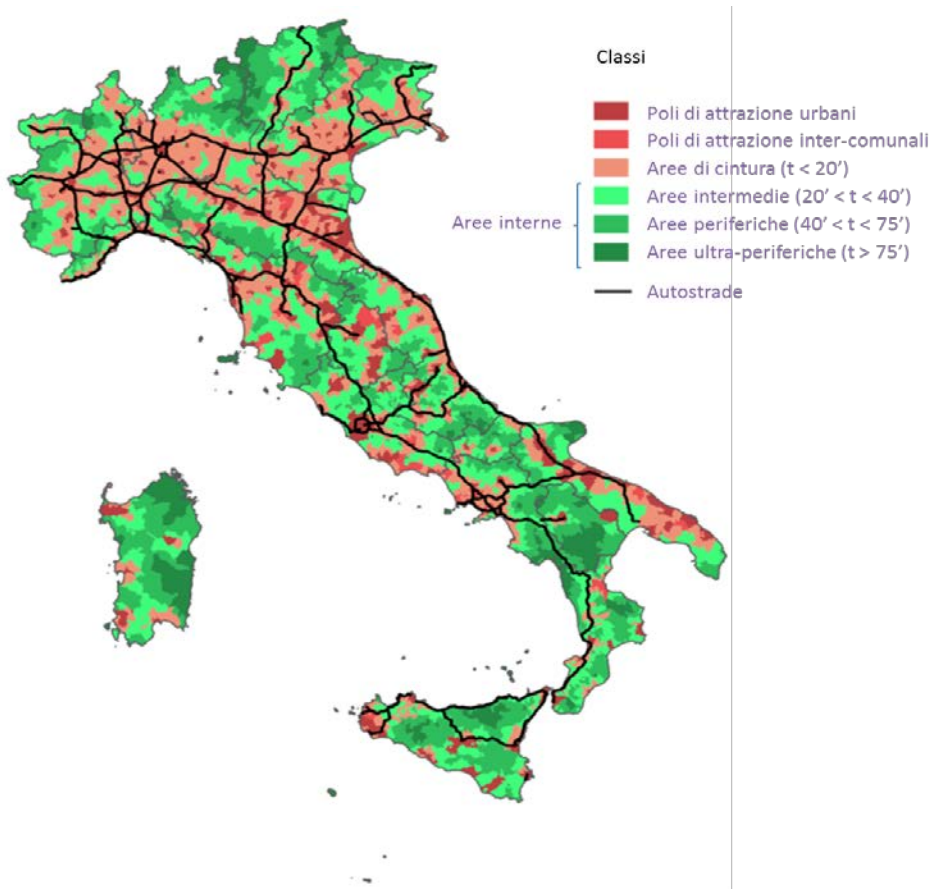 Classi
Poli di attrazione urbani
Poli di attrazione inter-comunali
Aree di cintura (t < 20’)
Aree interne
Aree intermedie (20’ < t < 40’)
Aree periferiche (40’ < t < 75’)
Aree ultra-periferiche (t > 75’)
Autostrade